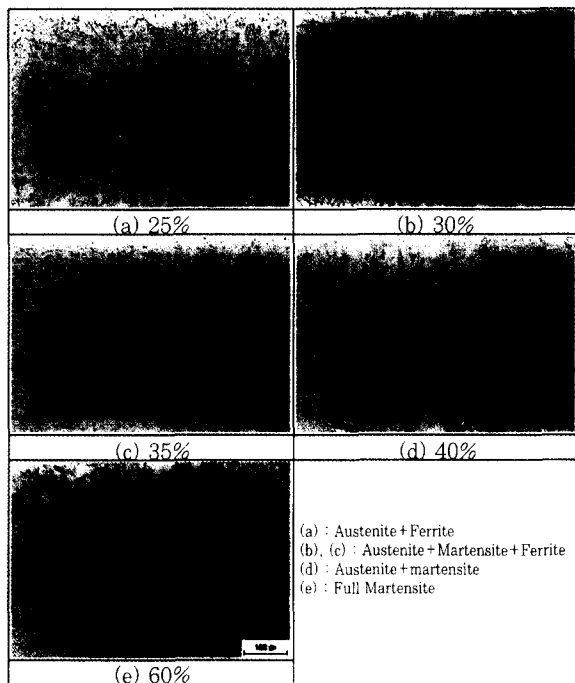 (a) 25%
(b) 30%
(c) 35%
(d) 40%
(a) : Austenite+Ferrite
(b), (c) : Austenite+Martensite+Ferrite
(d) : Austenite+martensite
(e) : Full Martensite
(e) 60%